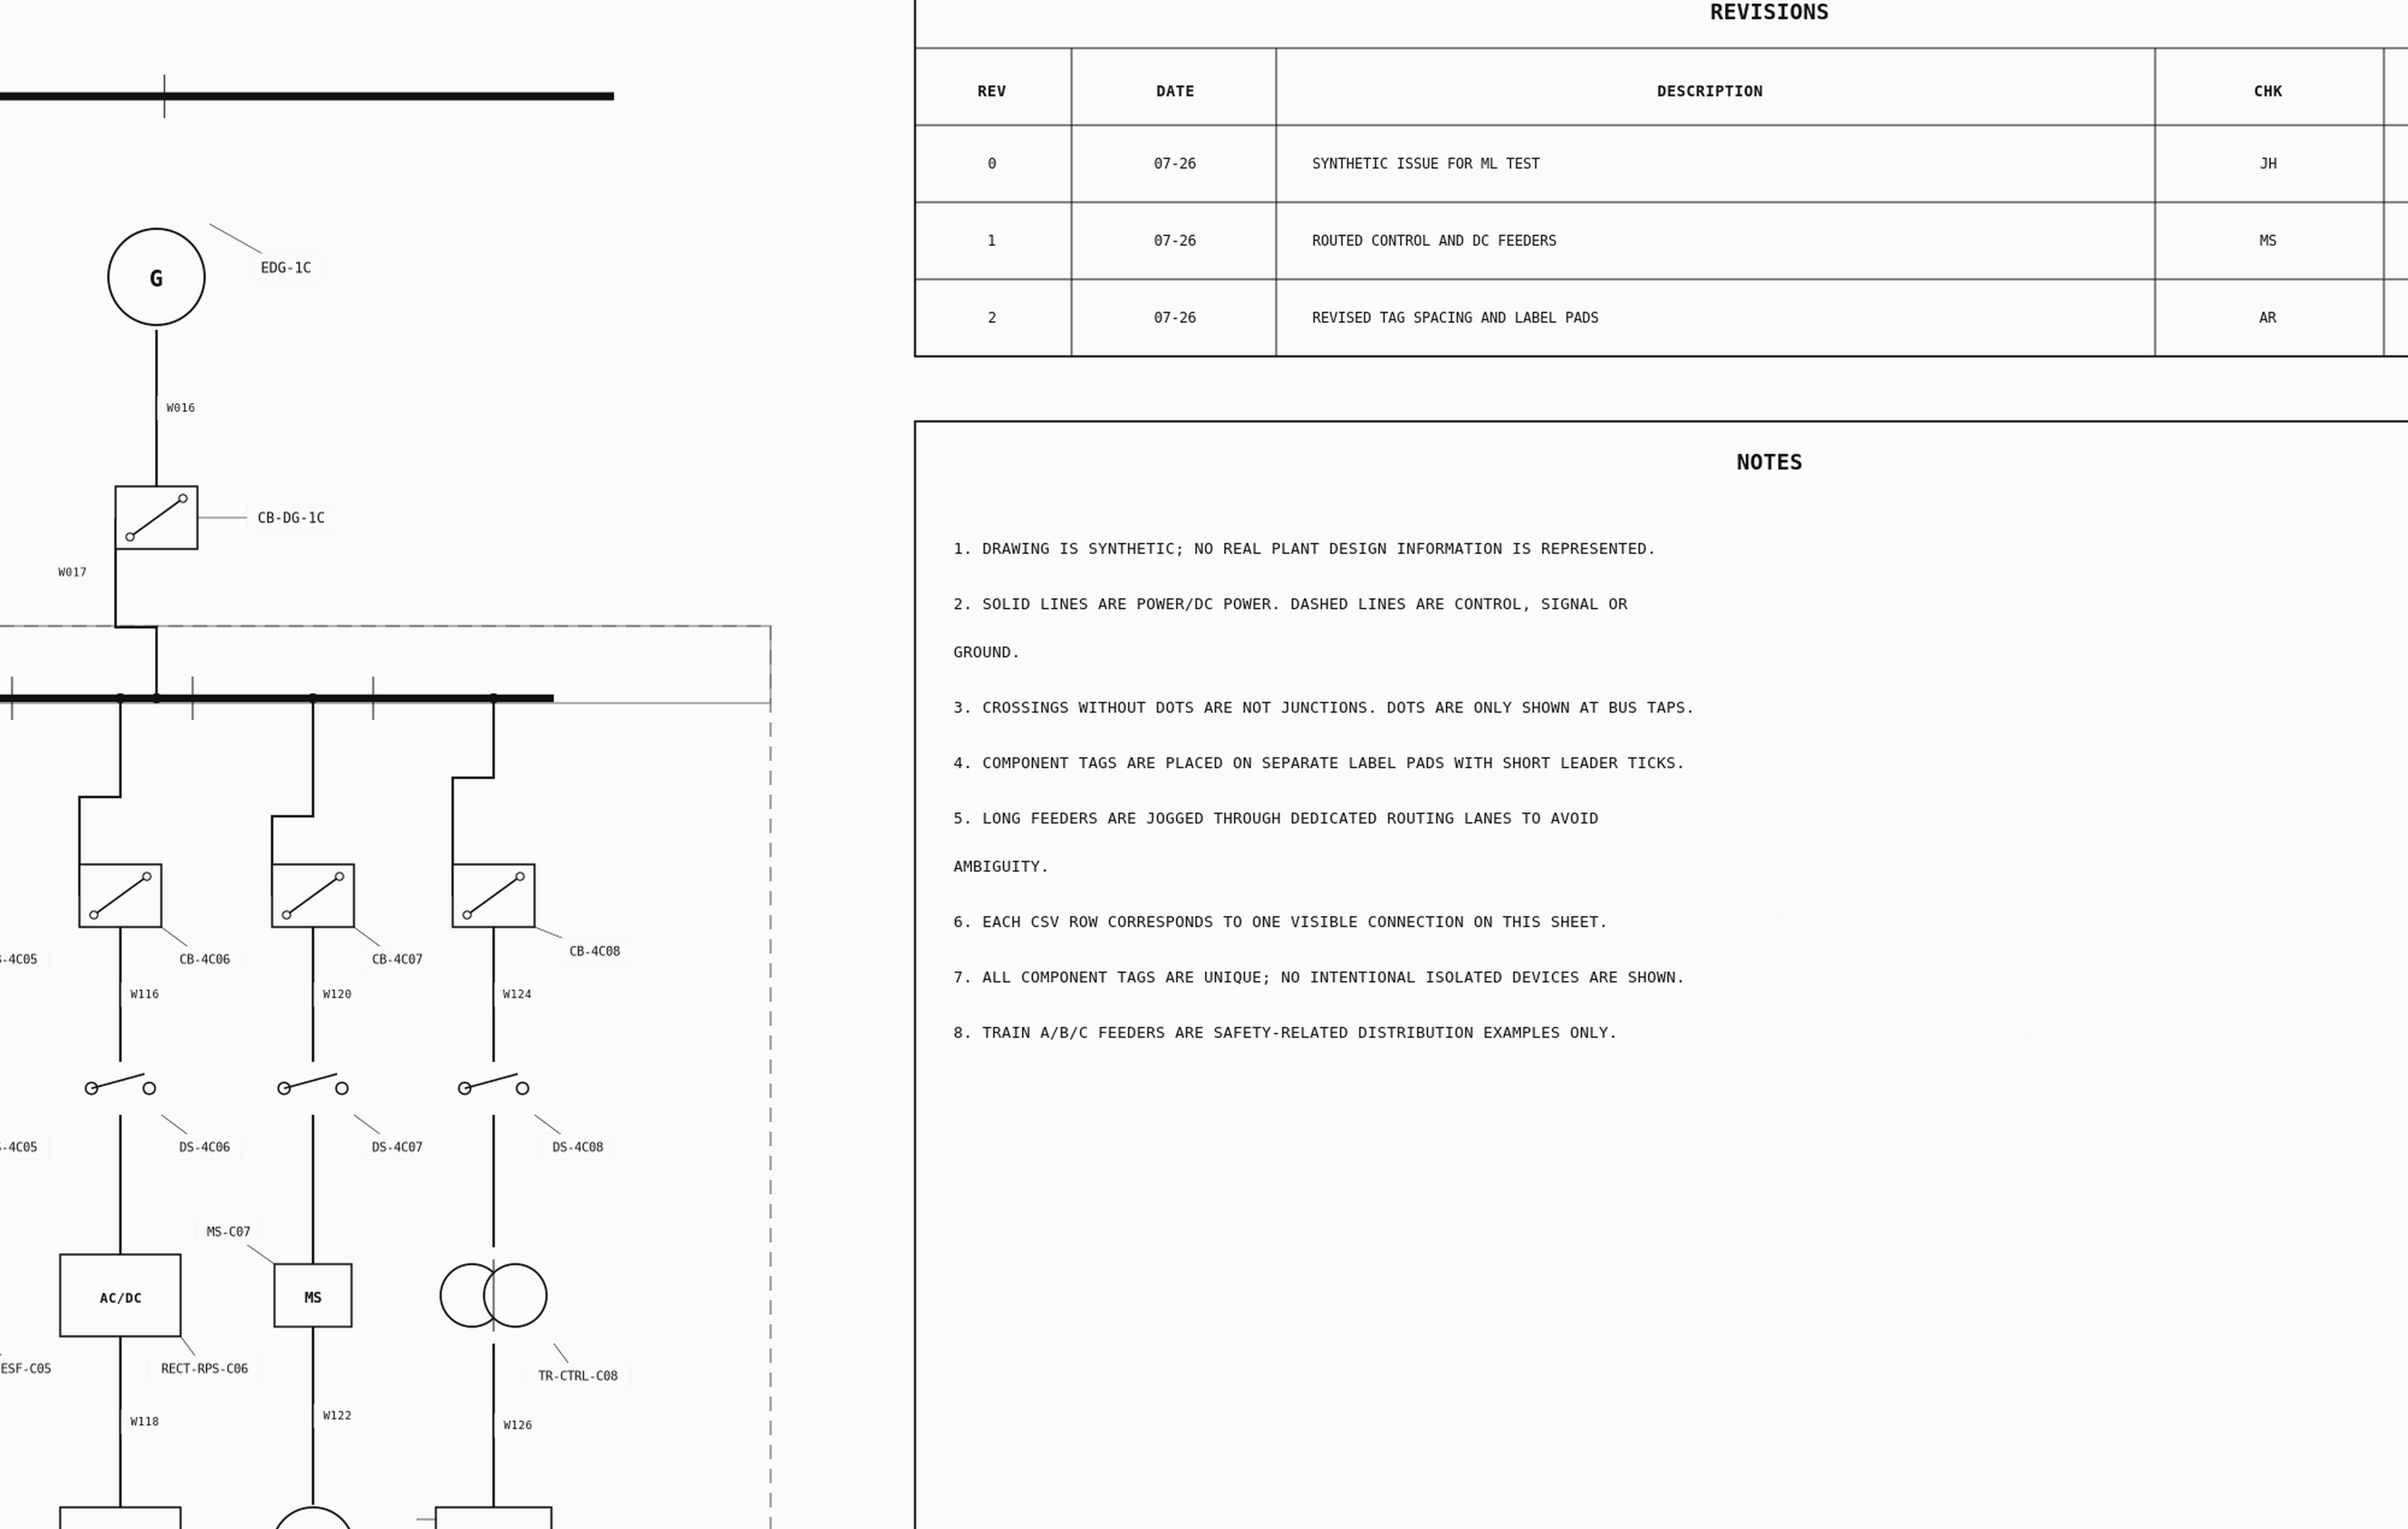 REVISIONS
REV DATE DESCRIPTION CHK
0 07-26 SYNTHETIC ISSUE FOR ML TEST JH
1 07-26 ROUTED CONTROL AND DC FEEDERS MS
2 07-26 REVISED TAG SPACING AND LABEL PADS AR
G
EDG-1C
W016
CB-DG-1C
W017
NOTES
1. DRAWING IS SYNTHETIC; NO REAL PLANT DESIGN INFORMATION IS REPRESENTED.
2. SOLID LINES ARE POWER/DC POWER. DASHED LINES ARE CONTROL, SIGNAL OR
GROUND.
3. CROSSINGS WITHOUT DOTS ARE NOT JUNCTIONS. DOTS ARE ONLY SHOWN AT BUS TAPS.
4. COMPONENT TAGS ARE PLACED ON SEPARATE LABEL PADS WITH SHORT LEADER TICKS.
5. LONG FEEDERS ARE JOGGED THROUGH DEDICATED ROUTING LANES TO AVOID
AMBIGUITY.
6. EACH CSV ROW CORRESPONDS TO ONE VISIBLE CONNECTION ON THIS SHEET.
7. ALL COMPONENT TAGS ARE UNIQUE; NO INTENTIONAL ISOLATED DEVICES ARE SHOWN.
8. TRAIN A/B/C FEEDERS ARE SAFETY-RELATED DISTRIBUTION EXAMPLES ONLY.
-4C05 CB-4C06 CB-4C07 CB-4C08
W116 W120 W124
-4C05 DS-4C06 DS-4C07 DS-4C08
MS-C07
AC/DC MS
ESF-C05 RECT-RPS-C06 TR-CTRL-C08
W118 W122 W126